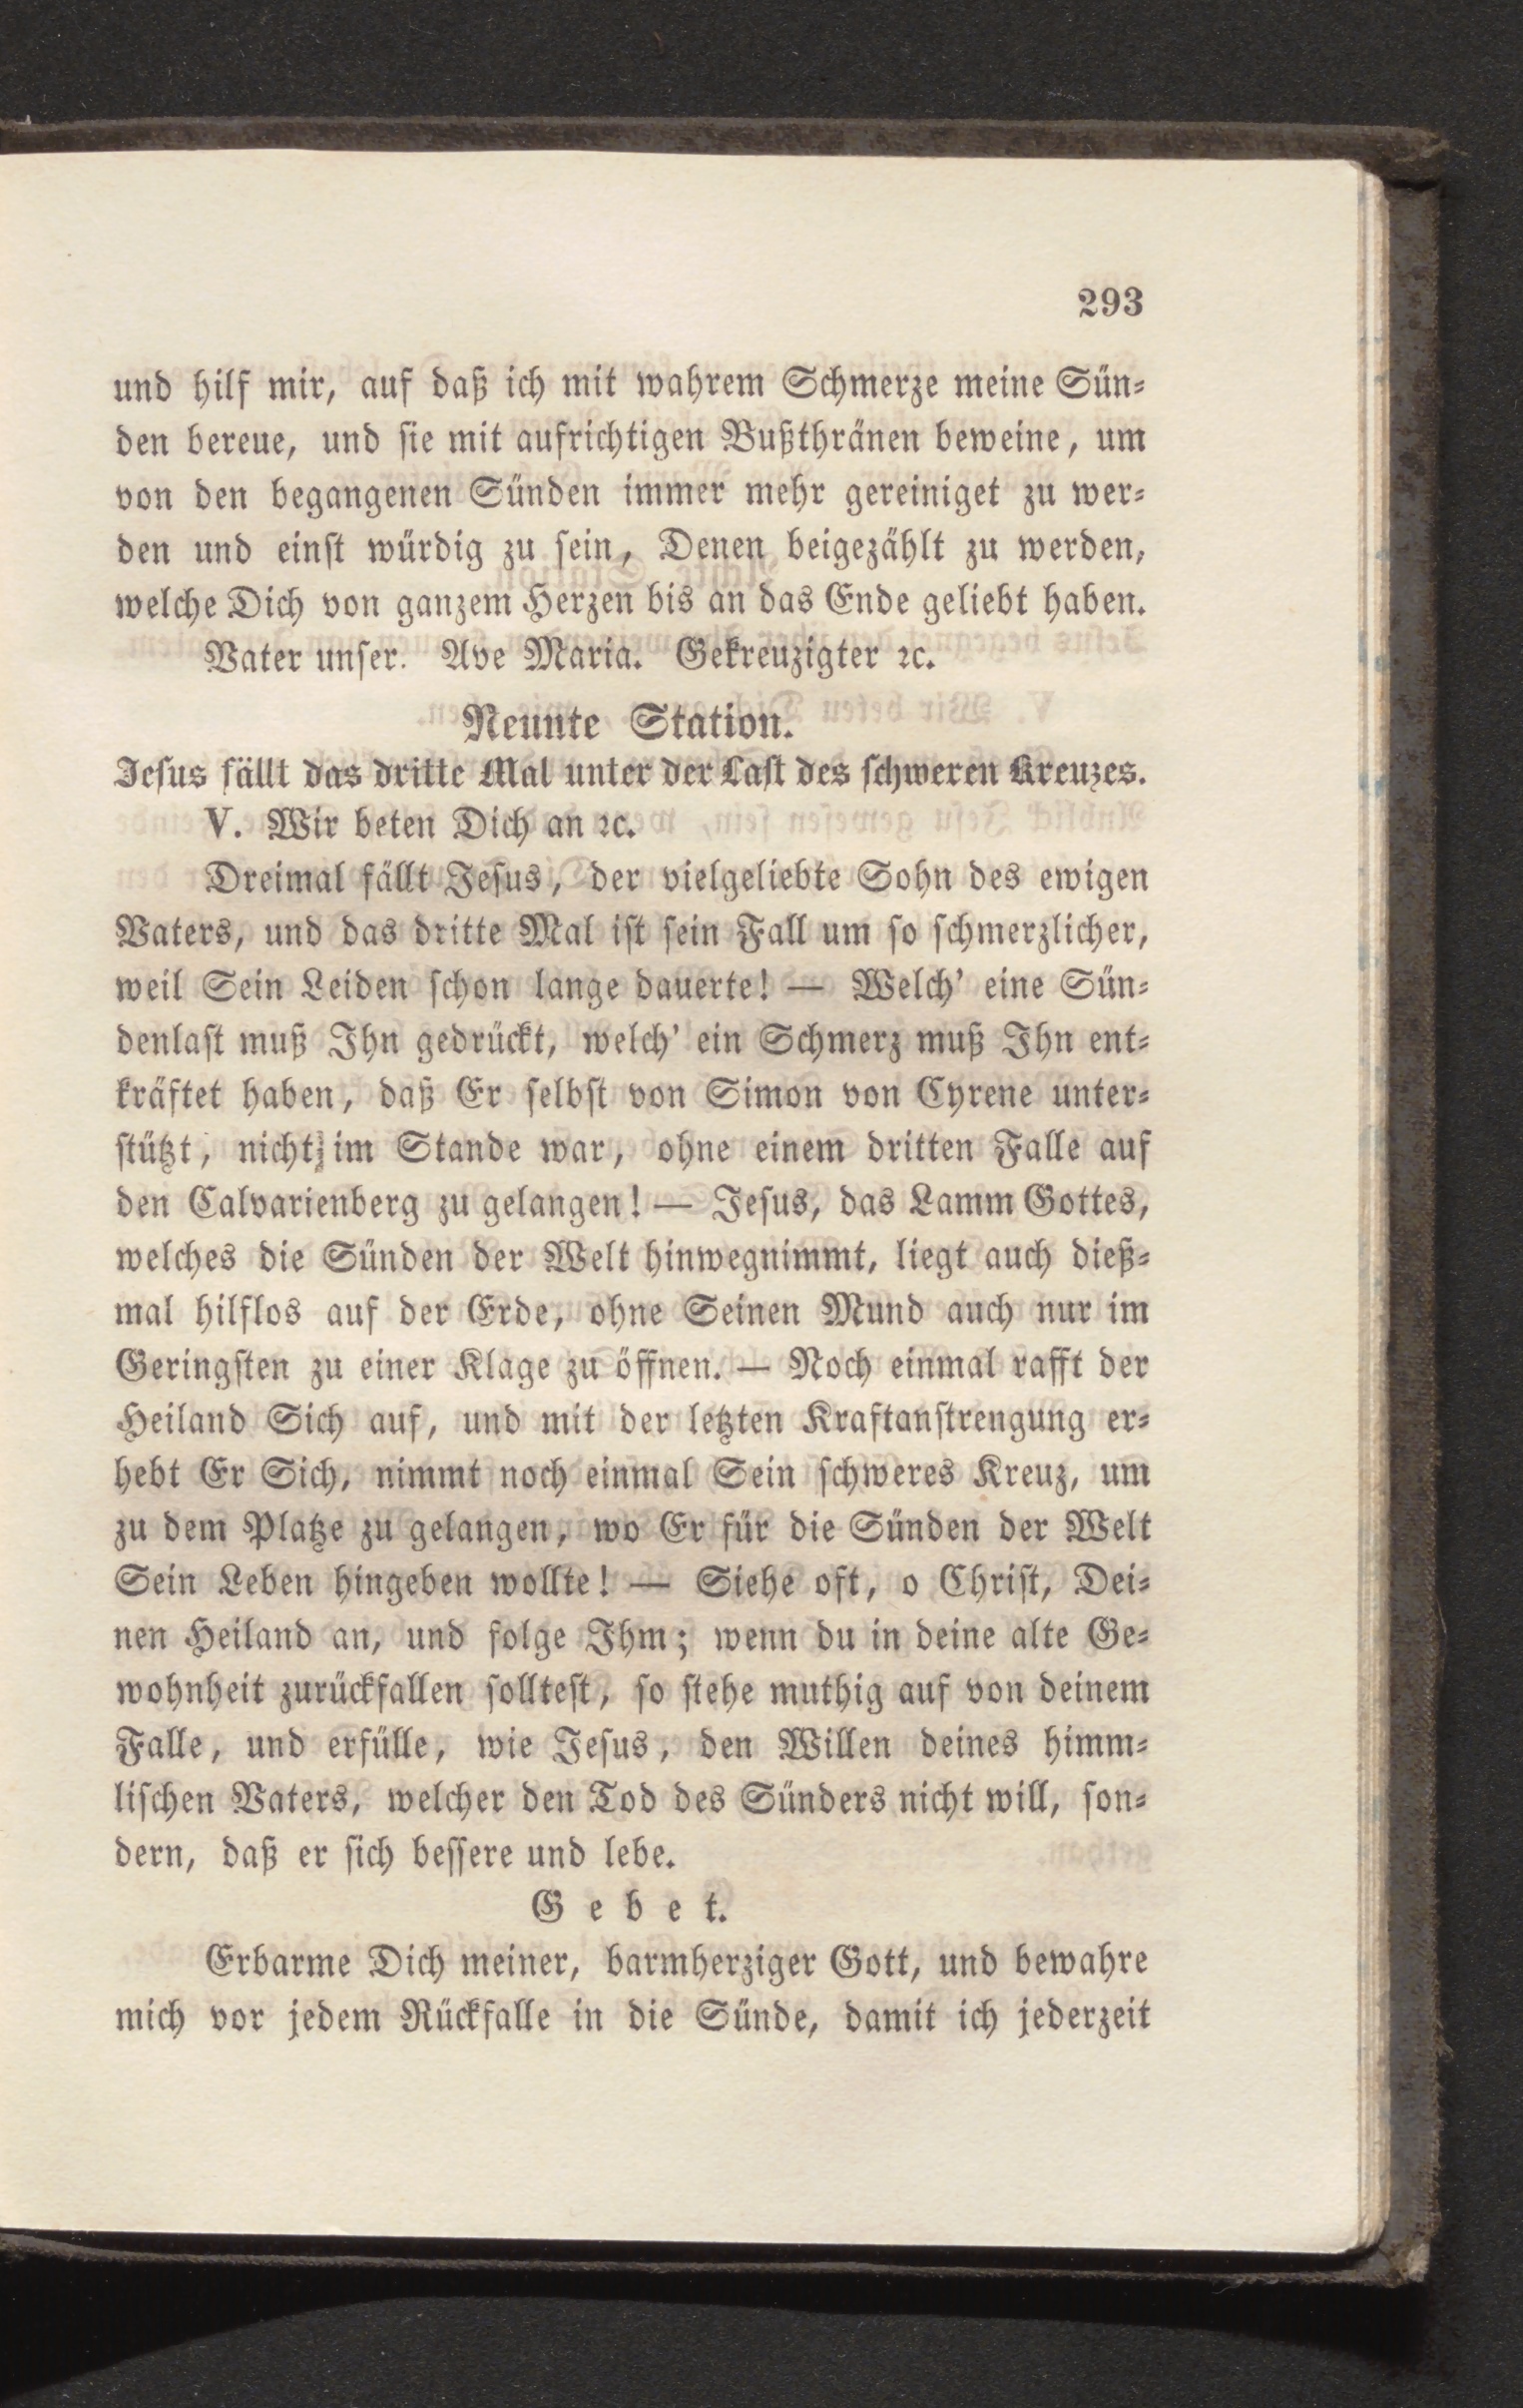 293
und hilf mir, auf daß ich mit wahrem Schmerze meine Sün-
den bereue, und sie mit aufrichtigen Bußthränen beweine, um
von den begangenen Sünden immer mehr gereiniget zu wer-
den und einst würdig zu sein, Denen beigezählt zu werden,
welche Dich von ganzem Herzen bis an das Ende geliebt haben.
Vater unser. Ave Maria. Gekreuzigter ꝛc.
Neunte Station.
Jesus fällt das dritte Mal unter der Last des schweren Kreuzes.
V. Wir beten Dich an ꝛc.
Dreimal fällt Jesus, der vielgeliebte Sohn des ewigen
Vaters, und das dritte Mal ist sein Fall um so schmerzlicher,
weil Sein Leiden schon lange dauerte! — Welch' eine Sün-
denlast muß Ihn gedrückt, welch' ein Schmerz muß Ihn ent-
kräftet haben, daß Er selbst von Simon von Cyrene unter-
stützt, nicht im Stande war, ohne einem dritten Falle auf
den Calvarienberg zu gelangen! — Jesus, das Lamm Gottes,
welches die Sünden der Welt hinwegnimmt, liegt auch dieß-
mal hilflos auf der Erde, ohne Seinen Mund auch nur im
Geringsten zu einer Klage zu öffnen. — Noch einmal rafft der
Heiland Sich auf, und mit der letzten Kraftanstrengung er-
hebt Er Sich, nimmt noch einmal Sein schweres Kreuz, um
zu dem Platze zu gelangen, wo Er für die Sünden der Welt
Sein Leben hingeben wollte! — Siehe oft, o Christ, Dei-
nen Heiland an, und folge Ihm; wenn du in deine alte Ge-
wohnheit zurückfallen solltest, so stehe muthig auf von deinem
Falle, und erfülle, wie Jesus, den Willen deines himm-
lischen Vaters, welcher den Tod des Sünders nicht will, son-
dern, daß er sich bessere und lebe.
Gebet.
Erbarme Dich meiner, barmherziger Gott, und bewahre
mich vor jedem Rückfalle in die Sünde, damit ich jederzeit